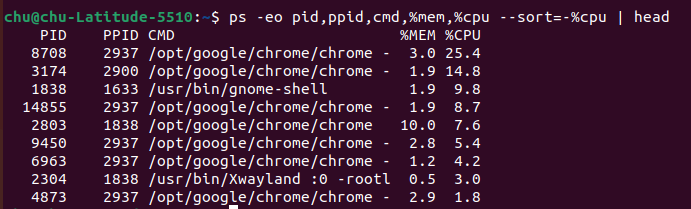 chu@chu-Latitude-5510:~$ ps -eo pid,ppid,cmd,%mem,%cpu --sort=-%cpu | head
    PID    PPID CMD                         %MEM %CPU
   8708    2937 /opt/google/chrome/chrome -  3.0 25.4
   3174    2900 /opt/google/chrome/chrome -  1.9 14.8
   1838    1633 /usr/bin/gnome-shell         1.9  9.8
  14855    2937 /opt/google/chrome/chrome -  1.9  8.7
   2803    1838 /opt/google/chrome/chrome   10.0  7.6
   9450    2937 /opt/google/chrome/chrome -  2.8  5.4
   6963    2937 /opt/google/chrome/chrome -  1.2  4.2
   2304    1838 /usr/bin/Xwayland :0 -rootl  0.5  3.0
   4873    2937 /opt/google/chrome/chrome -  2.9  1.8